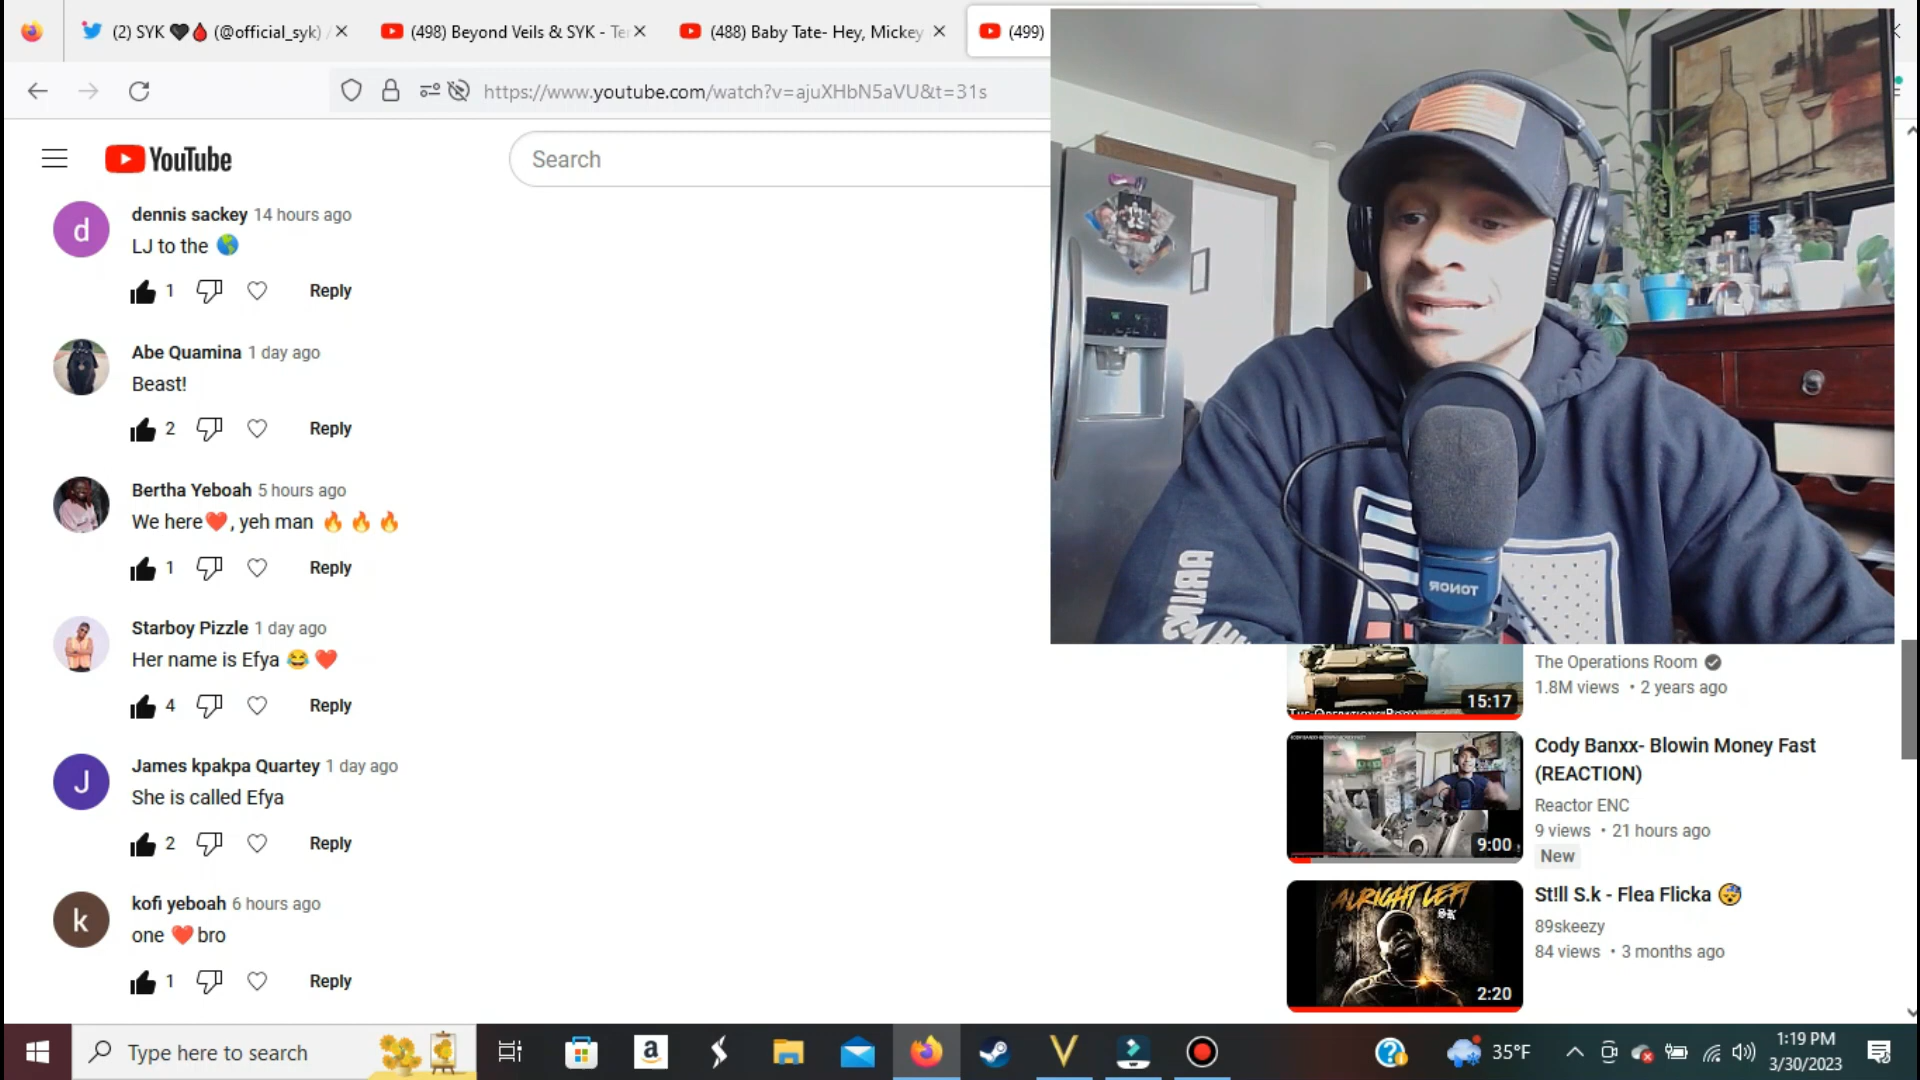 (2) SYK 🖤🩸 (@official_syk) /
(498) Beyond Veils & SYK - Te
(488) Baby Tate- Hey, Mickey
(499)
https://www.youtube.com/watch?v=ajuXHbN5aVU&t=31s
YouTube
Search
dennis sackey 14 hours ago
LJ to the 🌎
1 Reply
Abe Quamina 1 day ago
Beast!
2 Reply
Bertha Yeboah 5 hours ago
We here❤️, yeh man 🔥🔥🔥
1 Reply
Starboy Pizzle 1 day ago
Her name is Efya 😂❤️
4 Reply
James kpakpa Quartey 1 day ago
She is called Efya
2 Reply
kofi yeboah 6 hours ago
one ❤️ bro
1 Reply
TONOR
The Operations Room
1.8M views • 2 years ago
15:17
Cody Banxx- Blowin Money Fast
(REACTION)
Reactor ENC
9 views • 21 hours ago
New
9:00
ALRIGHT LEFT
SK
2:20
St!ll S.k - Flea Flicka 😴
89skeezy
84 views • 3 months ago
Type here to search
35°F
1:19 PM
3/30/2023